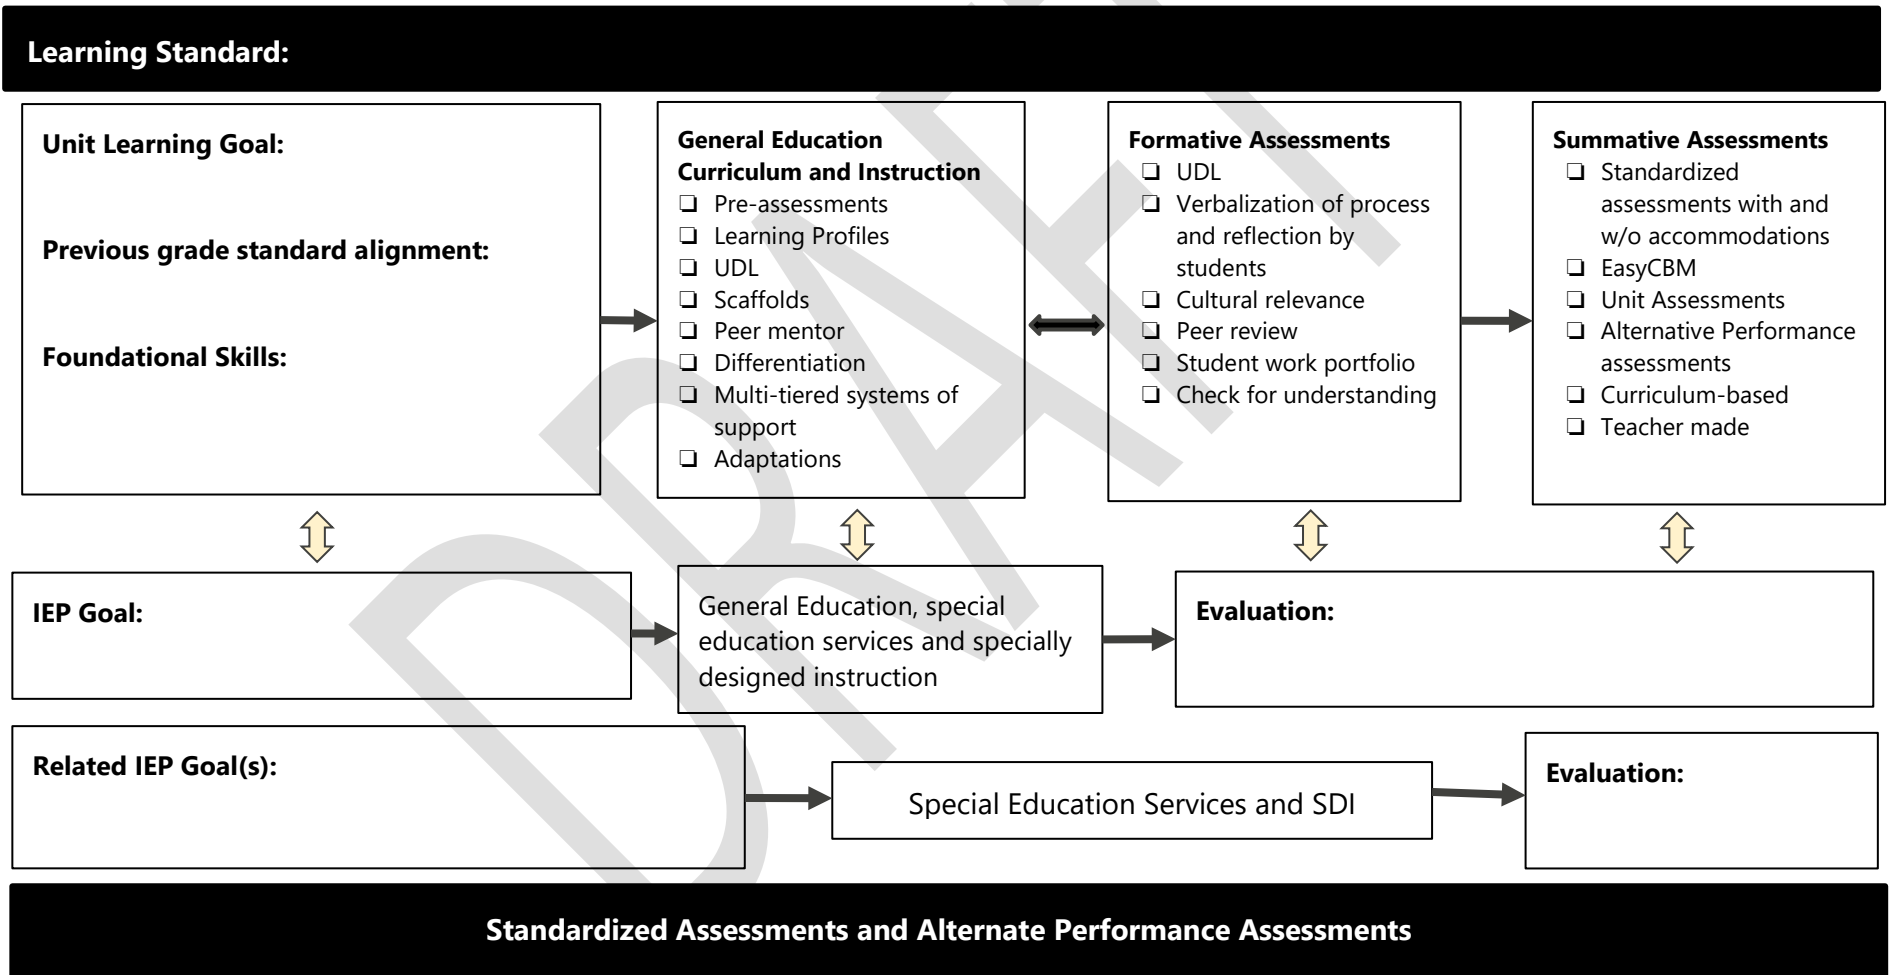 Learning Standard:
Unit Learning Goal:
Previous grade standard alignment:
Foundational Skills:
General Education
Curriculum and Instruction
❏ Pre-assessments
❏ Learning Profiles
❏ UDL
❏ Scaffolds
❏ Peer mentor
❏ Differentiation
❏ Multi-tiered systems of
support
❏ Adaptations
Formative Assessments
❏ UDL
❏ Verbalization of process
and reflection by
students
❏ Cultural relevance
❏ Peer review
❏ Student work portfolio
❏ Check for understanding
Summative Assessments
❏ Standardized
assessments with and
w/o accommodations
❏ EasyCBM
❏ Unit Assessments
❏ Alternative Performance
assessments
❏ Curriculum-based
❏ Teacher made
IEP Goal:
General Education, special
education services and specially
designed instruction
Evaluation:
Related IEP Goal(s):
Special Education Services and SDI
Evaluation:
Standardized Assessments and Alternate Performance Assessments
DRAFT